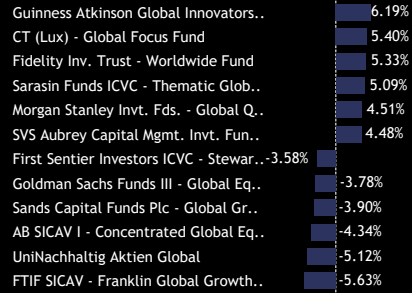 Guinness Atkinson Global Innovators.. 6.19%
CT (Lux) - Global Focus Fund 5.40%
Fidelity Inv. Trust - Worldwide Fund 5.33%
Sarasin Funds ICVC - Thematic Glob.. 5.09%
Morgan Stanley Invt. Fds. - Global Q.. 4.51%
SVS Aubrey Capital Mgmt. Invt. Fun.. 4.48%
First Sentier Investors ICVC - Stewar.. -3.58%
Goldman Sachs Funds III - Global Eq.. -3.78%
Sands Capital Funds Plc - Global Gr.. -3.90%
AB SICAV I - Concentrated Global Eq.. -4.34%
UniNachhaltig Aktien Global -5.12%
FTIF SICAV - Franklin Global Growth.. -5.63%